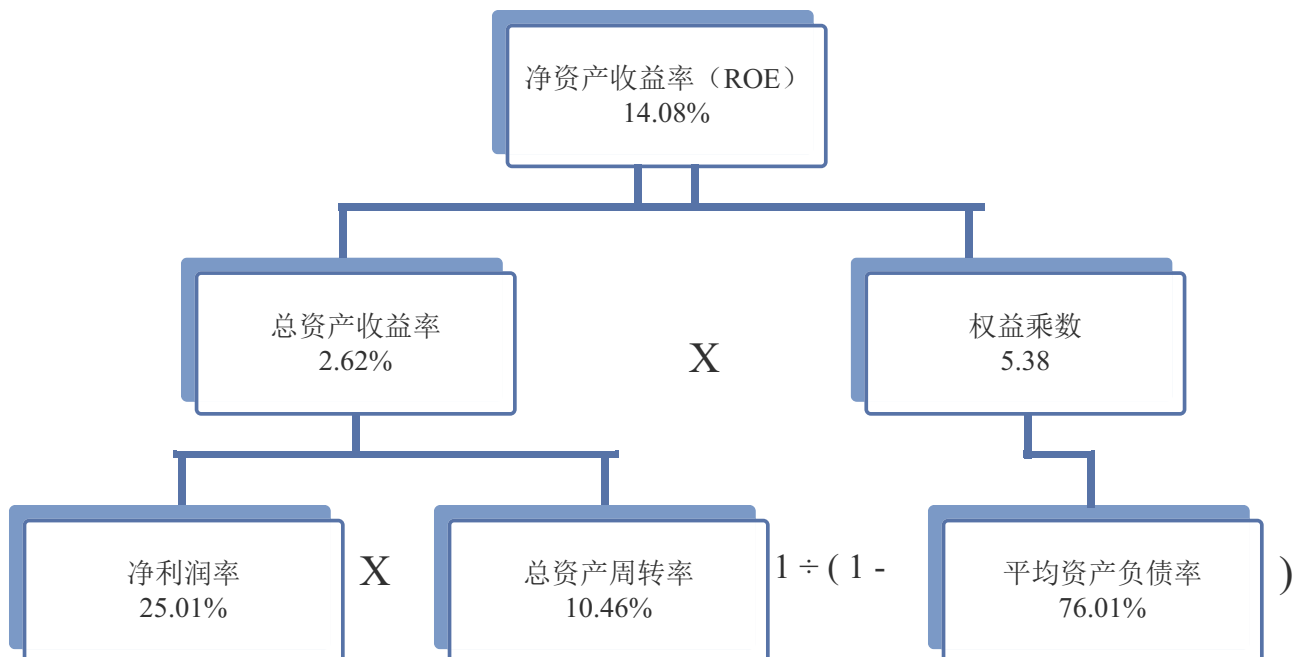 净资产收益率（ROE）
14.08%
总资产收益率
2.62%
X
权益乘数
5.38
净利润率
25.01%
X
总资产周转率
10.46%
1 ÷ ( 1 -
平均资产负债率
76.01%
)